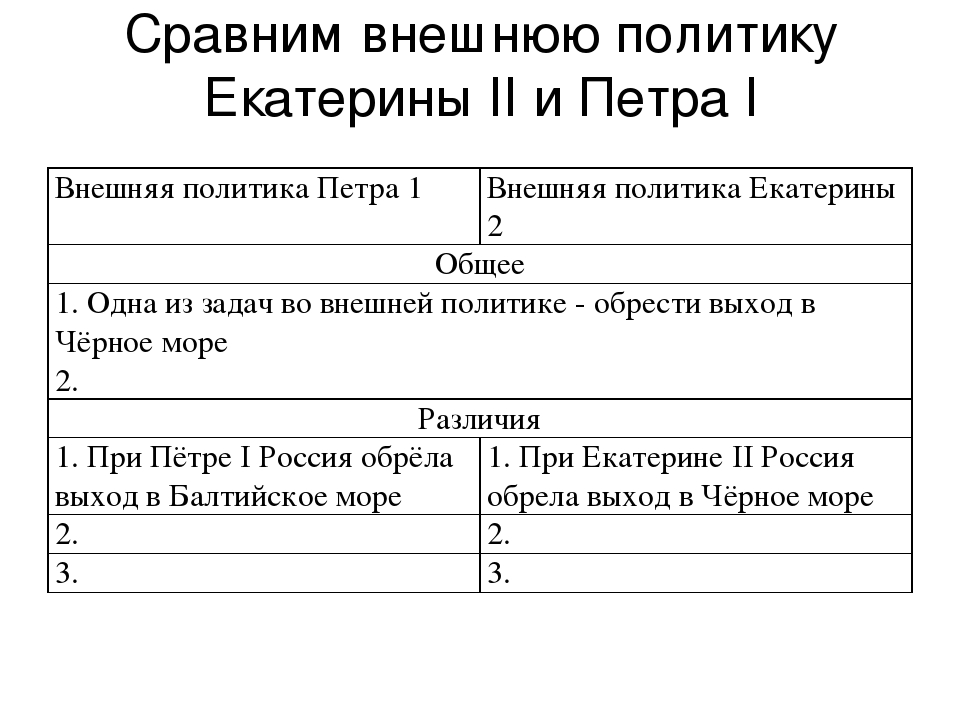 Сравним внешнюю политику
Екатерины II и Петра I
Внешняя политика Петра 1
Внешняя политика Екатерины
2
Общее
1. Одна из задач во внешней политике - обрести выход в
Чёрное море
2.
Различия
1. При Пётре I Россия обрёла
выход в Балтийское море
1. При Екатерине II Россия
обрела выход в Чёрное море
2.
2.
3.
3.